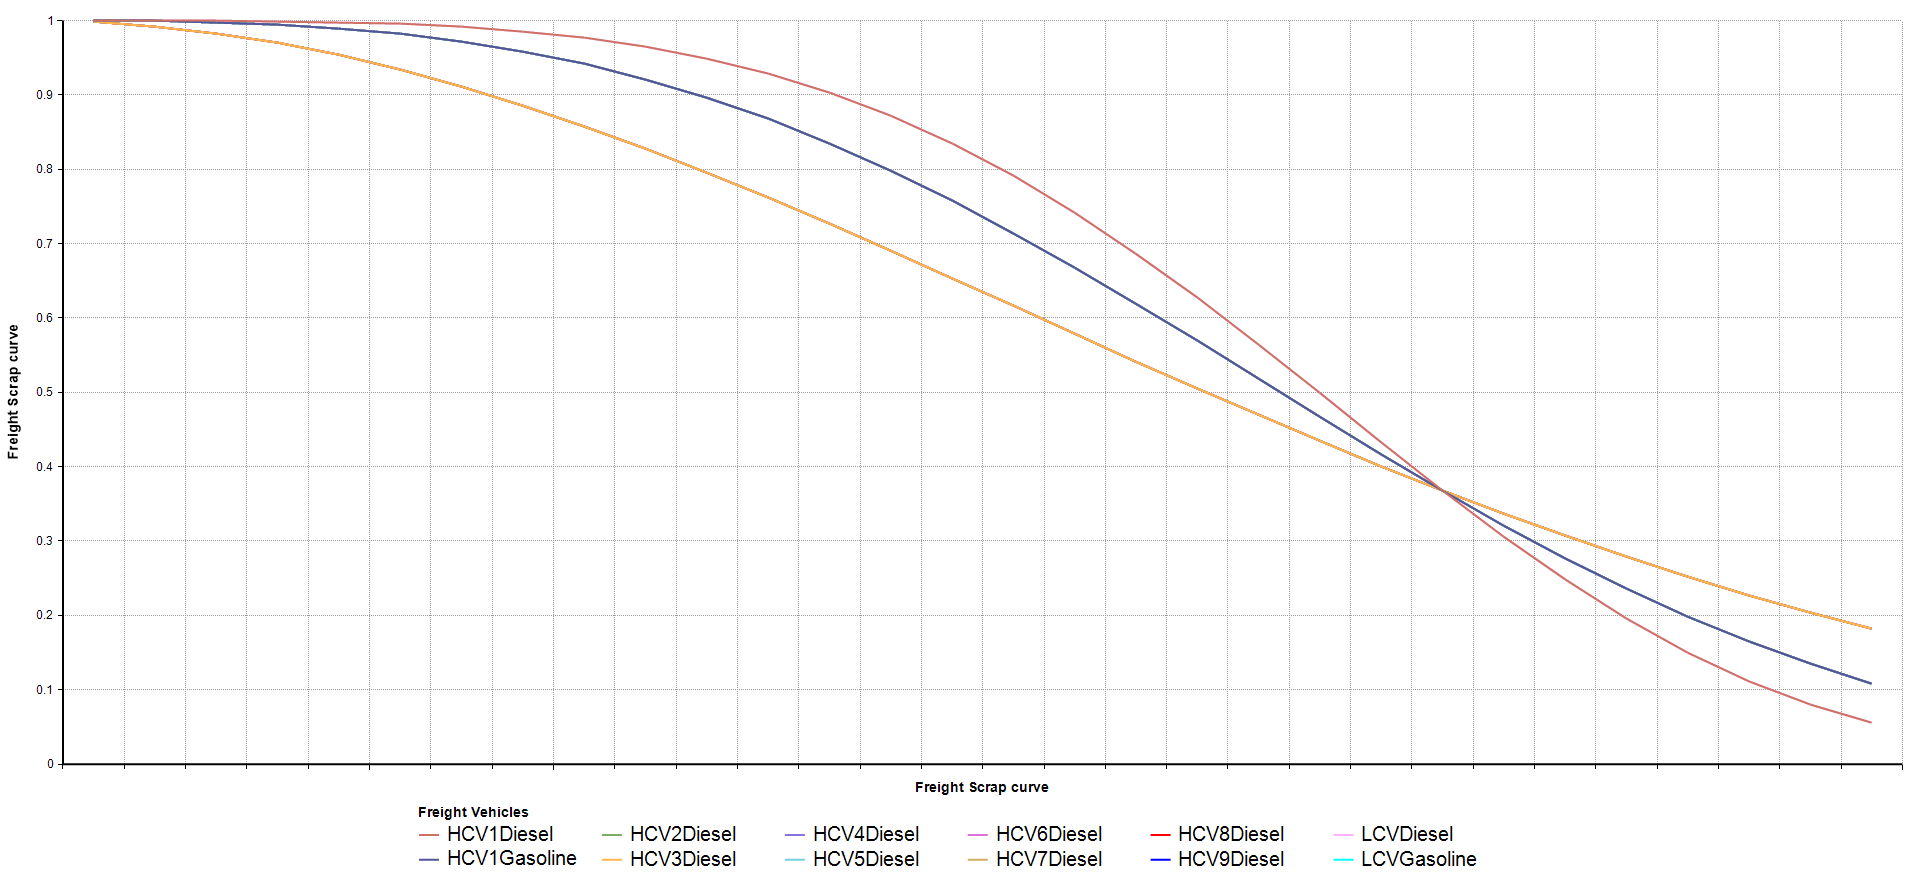 1
0.9
0.8
0.7
0.6
0.5
0.4
0.3
0.2
0.1
0
Freight Scrap curve
Freight Scrap curve
Freight Vehicles
HCV1Diesel HCV2Diesel HCV4Diesel HCV6Diesel HCV8Diesel LCVDiesel
HCV1Gasoline HCV3Diesel HCV5Diesel HCV7Diesel HCV9Diesel LCVGasoline